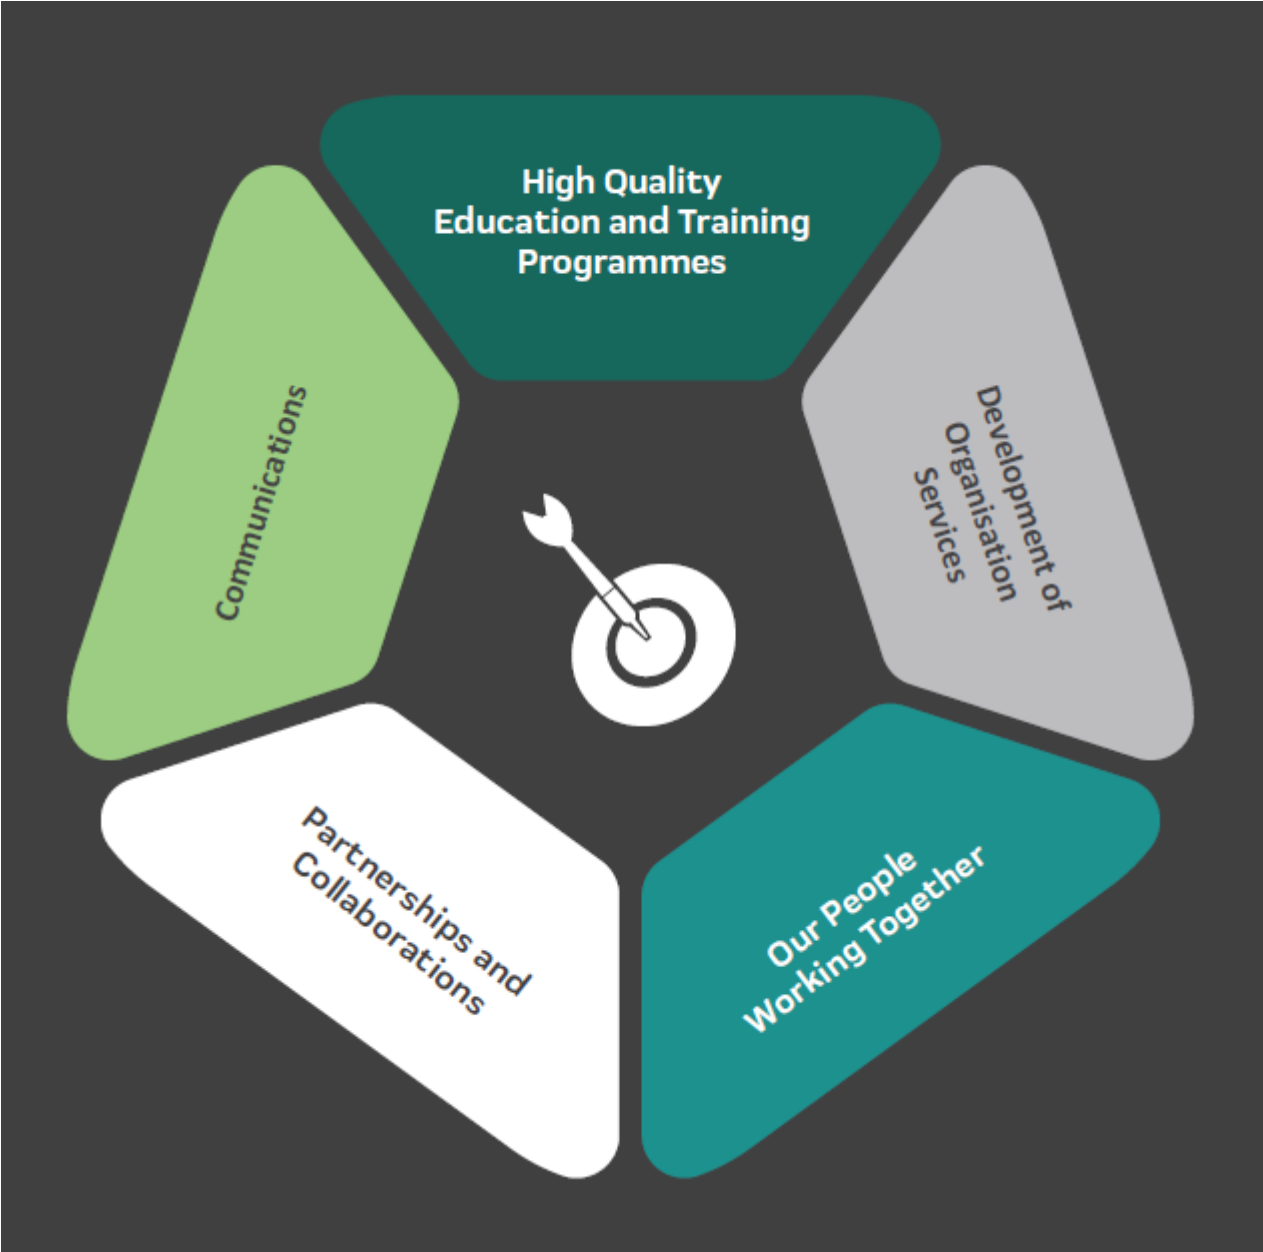 High Quality
Education and Training
Programmes
Development of
Organisation
Services
Our People
Working Together
Partnerships and
Collaborations
Communications